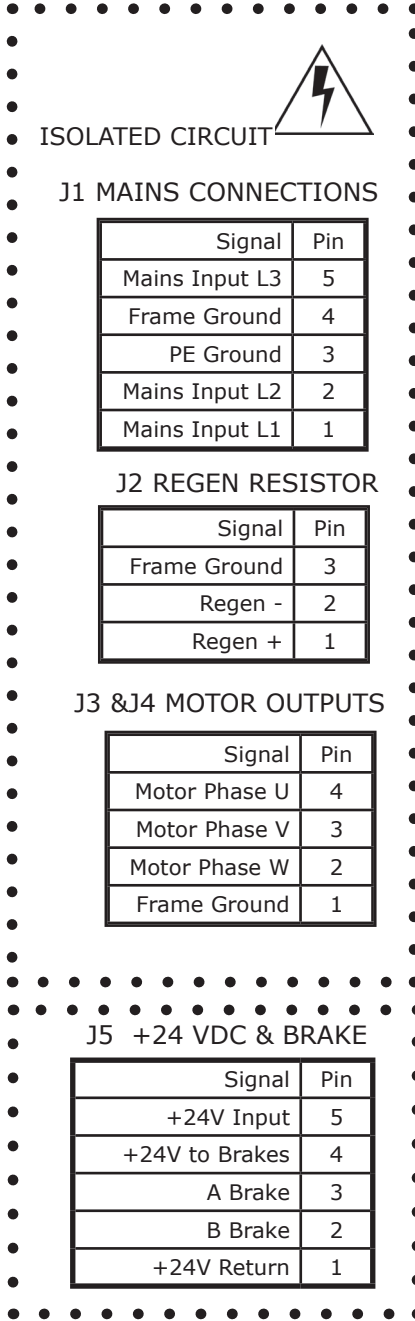 ISOLATED CIRCUIT
J1 MAINS CONNECTIONS
Signal Pin
Mains Input L3 5
Frame Ground 4
PE Ground 3
Mains Input L2 2
Mains Input L1 1
J2 REGEN RESISTOR
Signal Pin
Frame Ground 3
Regen - 2
Regen + 1
J3 &J4 MOTOR OUTPUTS
Signal Pin
Motor Phase U 4
Motor Phase V 3
Motor Phase W 2
Frame Ground 1
J5 +24 VDC & BRAKE
Signal Pin
+24V Input 5
+24V to Brakes 4
A Brake 3
B Brake 2
+24V Return 1